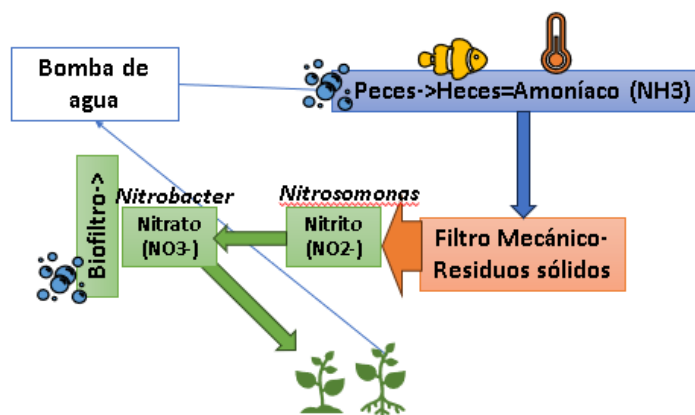 Bomba de
agua
Peces->Heces=Amoníaco (NH3)
Biofiltro->
Nitrobacter
Nitrato
(NO3-)
Nitrosomonas
Nitrito
(NO2-)
Filtro Mecánico-
Residuos sólidos